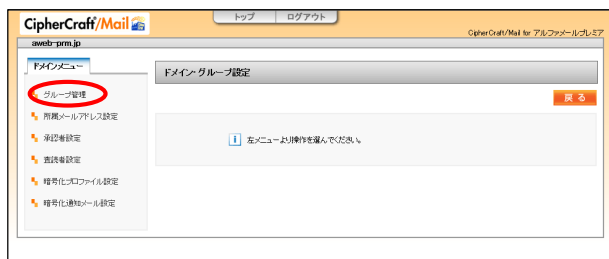 CipherCraft/Mail
トップ
ログアウト
CipherCraft/Mail for アルファメールプレミア
aweb-prm.jp
ドメインメニュー
ドメイン・グループ設定
グループ管理
戻る
所属メールアドレス設定
承認者設定
左メニューより操作を選んでください。
査読者設定
暗号化プロファイル設定
暗号化通知メール設定